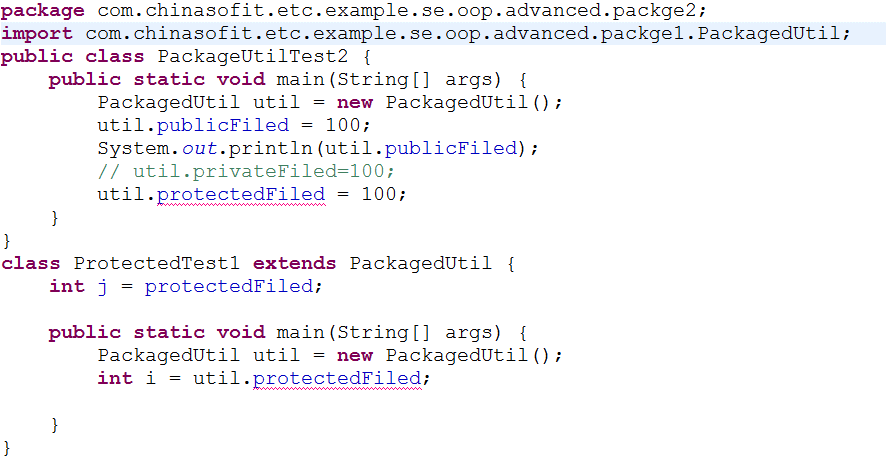 package com.chinasofit.etc.example.se.oop.advanced.packge2;
import com.chinasofit.etc.example.se.oop.advanced.packge1.PackagedUtil;
public class PackageUtilTest2 {
    public static void main(String[] args) {
        PackagedUtil util = new PackagedUtil();
        util.publicFiled = 100;
        System.out.println(util.publicFiled);
        // util.privateFiled=100;
        util.protectedFiled = 100;
    }
}
class ProtectedTest1 extends PackagedUtil {
    int j = protectedFiled;

    public static void main(String[] args) {
        PackagedUtil util = new PackagedUtil();
        int i = util.protectedFiled;

    }
}